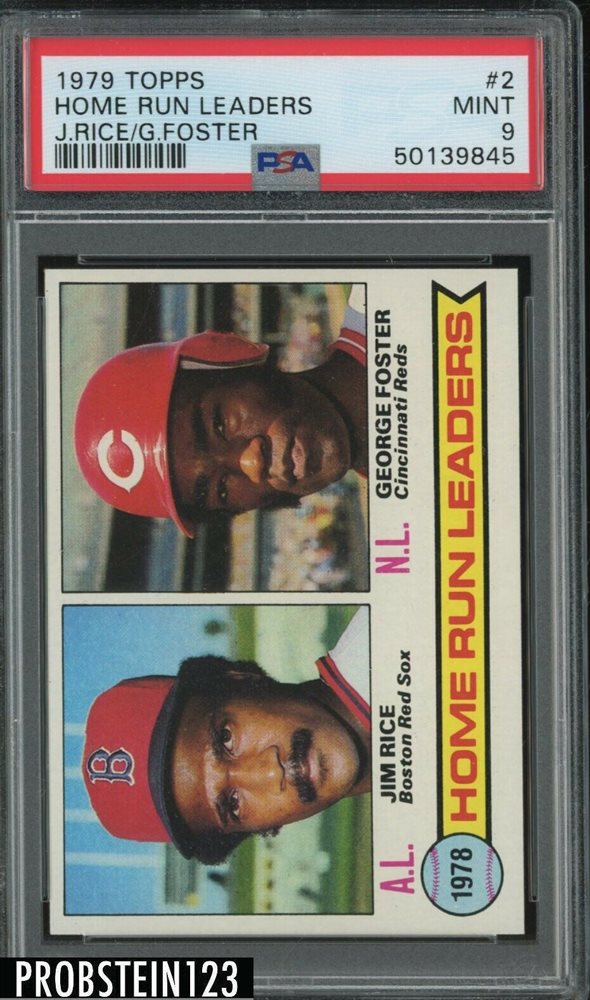 1979 TOPPS #2
HOME RUN LEADERS MINT
J.RICE/G.FOSTER 9
PSA 50139845
C
GEORGE FOSTER
Cincinnati Reds
N.L.
B
JIM RICE
Boston Red Sox
A.L.
1978 HOME RUN LEADERS
PROBSTEIN123